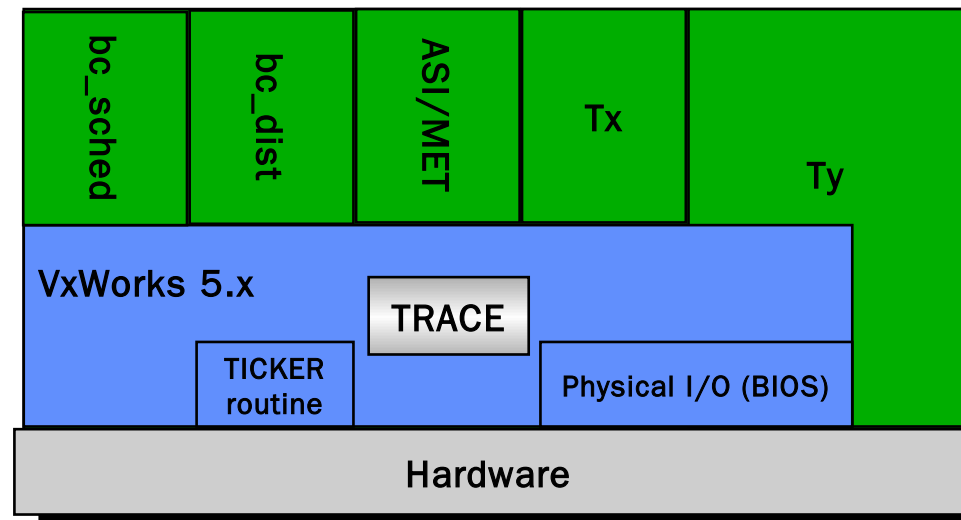 bc_sched
bc_dist
ASI/MET
Tx
Ty
VxWorks 5.x
TRACE
TICKER
routine
Physical I/O (BIOS)
Hardware